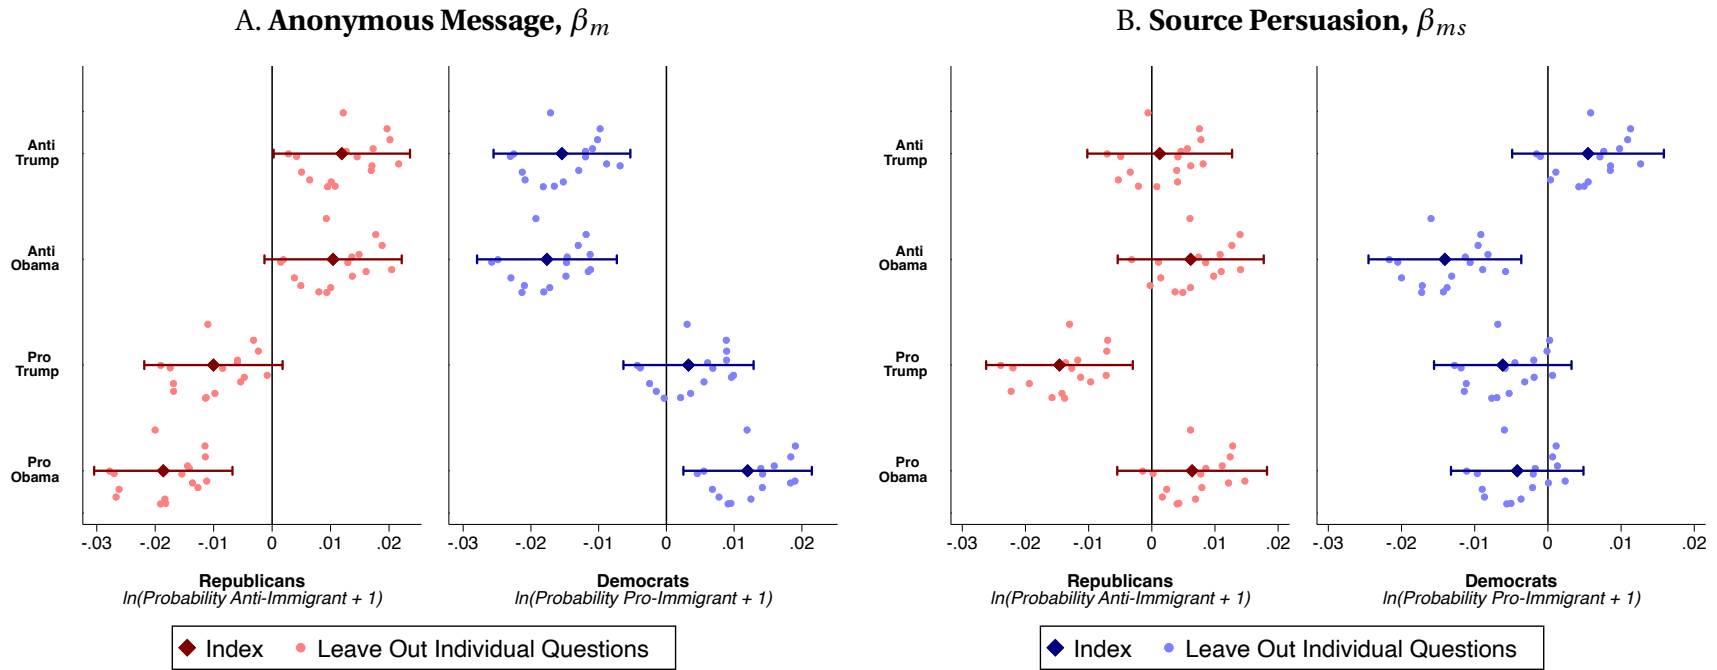 A. Anonymous Message, βm
B. Source Persuasion, βms
Anti
Trump
Anti
Obama
Pro
Trump
Pro
Obama
-.03 -.02 -.01 0 .01 .02
Republicans
ln(Probability Anti-Immigrant + 1)
-.03 -.02 -.01 0 .01 .02
Democrats
ln(Probability Pro-Immigrant + 1)
Index Leave Out Individual Questions
Anti
Trump
Anti
Obama
Pro
Trump
Pro
Obama
-.03 -.02 -.01 0 .01 .02
Republicans
ln(Probability Anti-Immigrant + 1)
-.03 -.02 -.01 0 .01 .02
Democrats
ln(Probability Pro-Immigrant + 1)
Index Leave Out Individual Questions